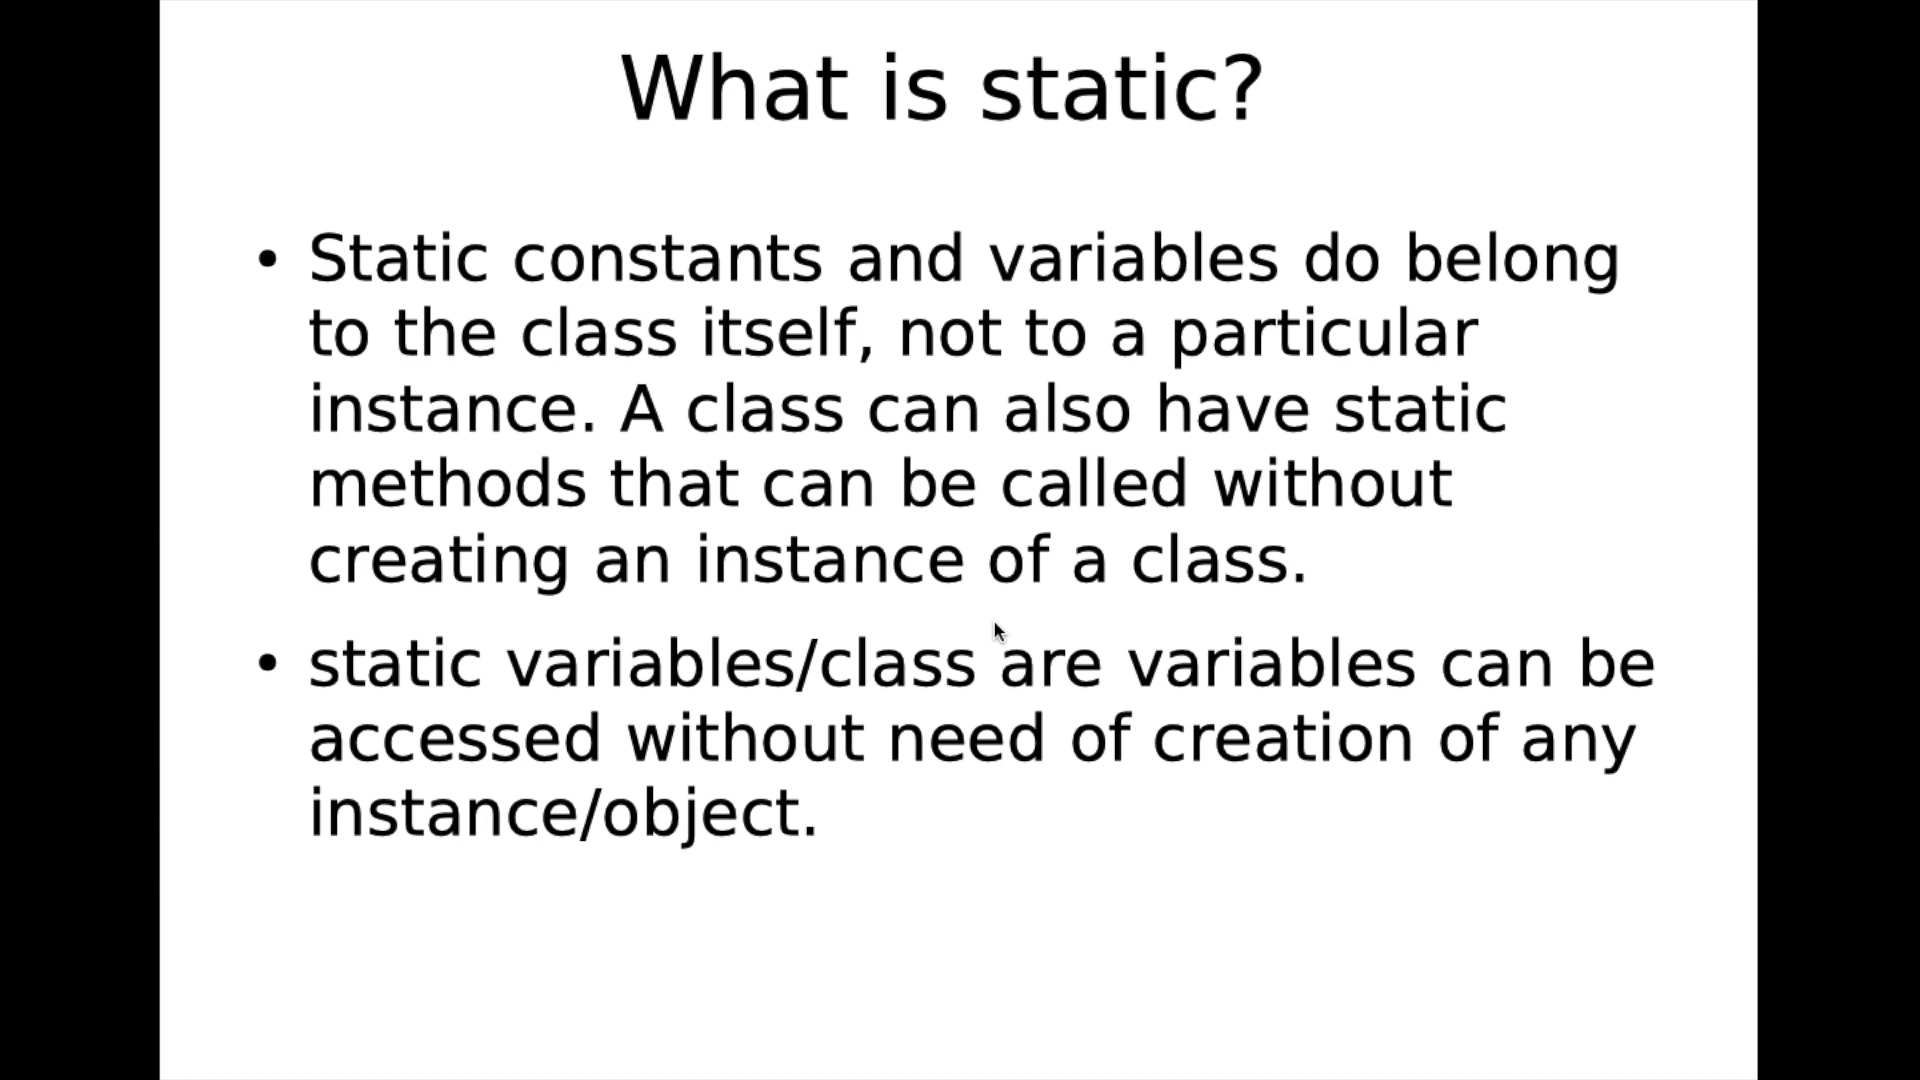 What is static?
• Static constants and variables do belong
to the class itself, not to a particular
instance. A class can also have static
methods that can be called without
creating an instance of a class.
• static variables/class are variables can be
accessed without need of creation of any
instance/object.